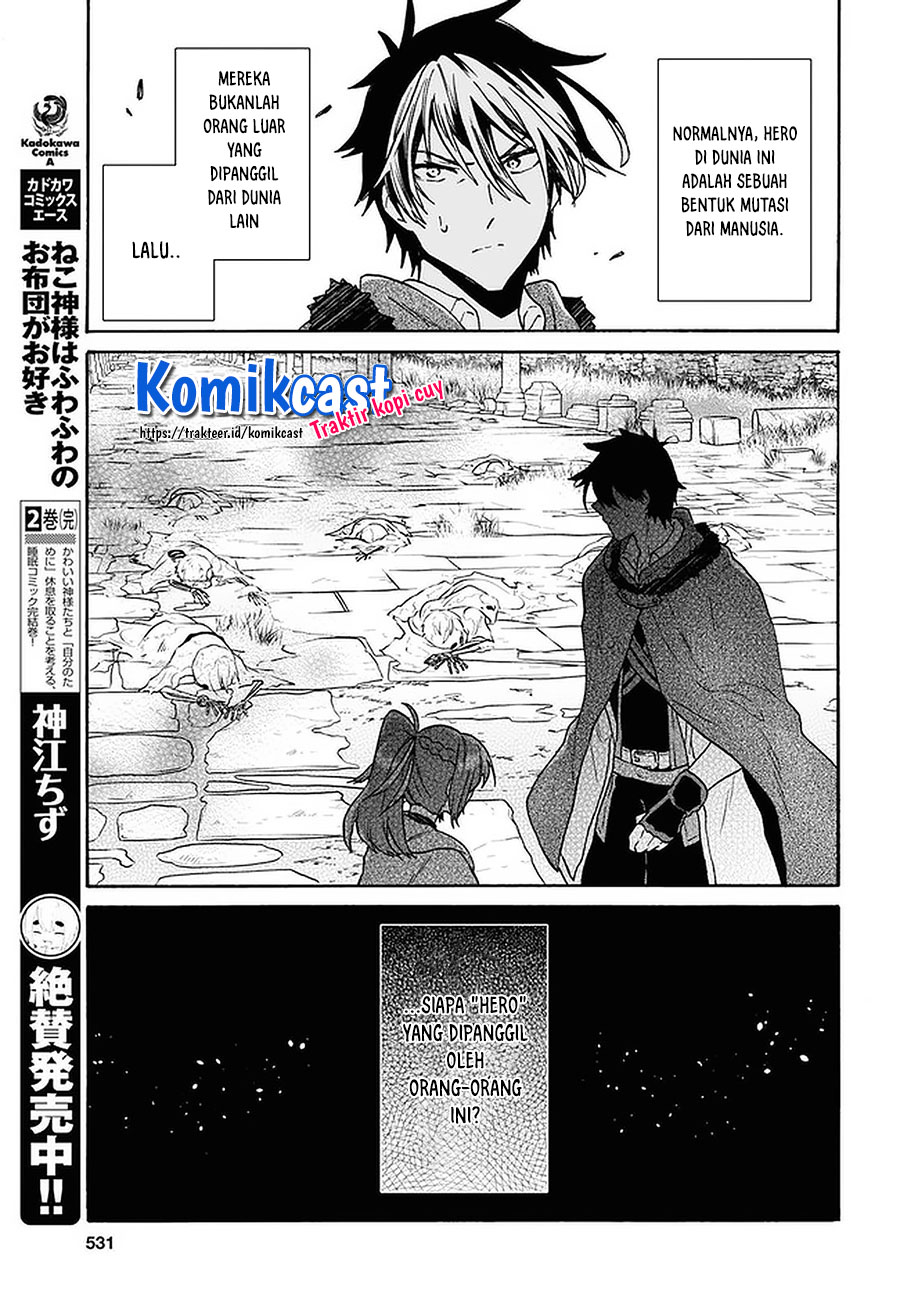 NORMALNYA, HERO
DI DUNIA INI
ADALAH SEBUAH
BENTUK MUTASI
DARI MANUSIA.
MEREKA
BUKANLAH
ORANG LUAR
YANG
DIPANGGIL
DARI DUNIA
LAIN
LALU..
Komikcast
https://trakteer.id/komikcast
Traktir kopi cuy
...SIAPA "HERO"
YANG DIPANGGIL
OLEH
ORANG-ORANG
INI?
Kadokawa
Comics
A
カドカワ
コミックス
エース
ねこ神様はふわふわの
お布団がお好き
2巻(完)
かわいい神様たちと「自分のた
めに」休息を取ることを考える、
睡眠コミック完結巻!
神江ちず
絶賛発売中!!
531